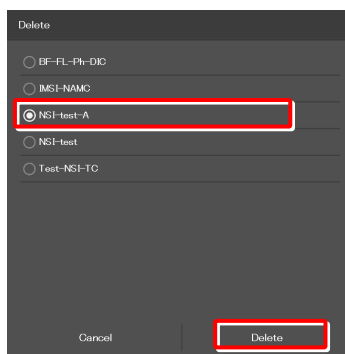 Delete
BF-FL-Ph-DIC
IMSI-NAMC
NSI-test-A
NSI-test
Test-NSI-TC
Cancel
Delete